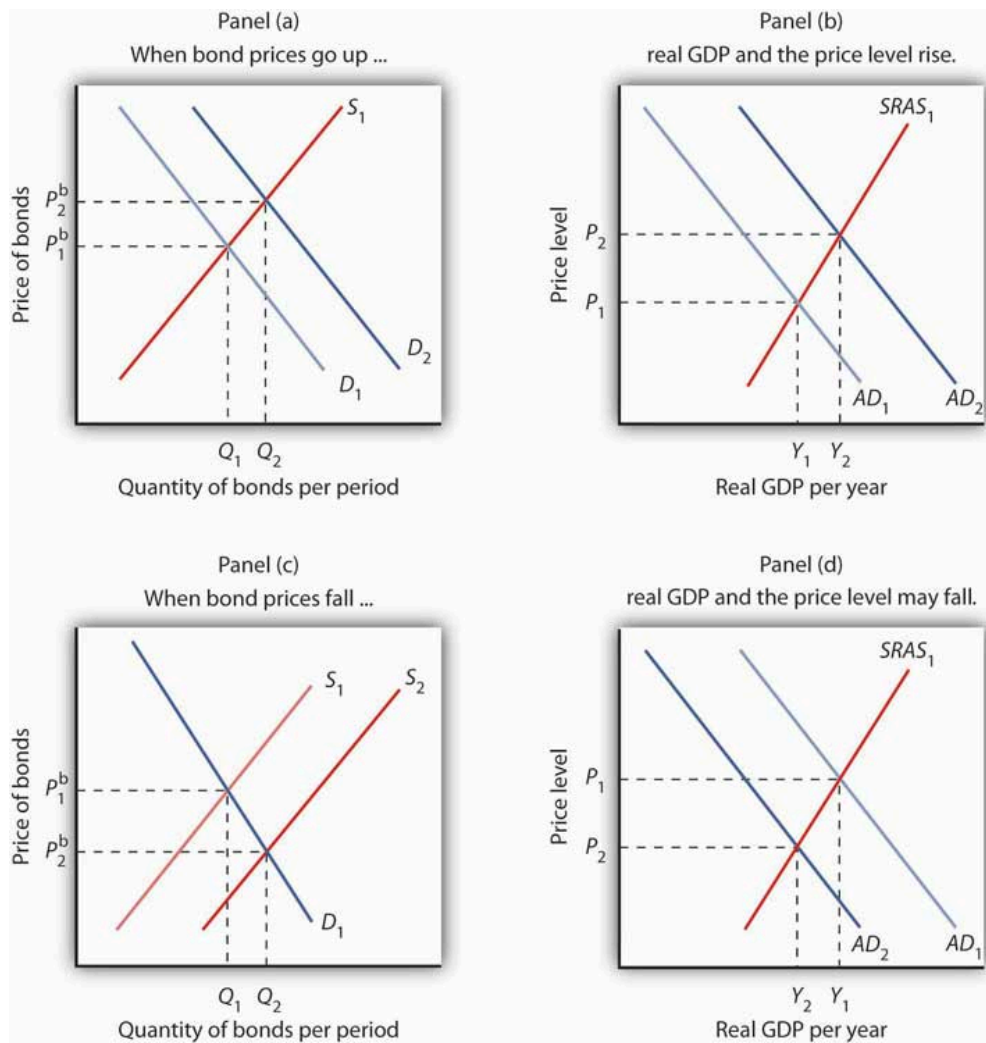 Panel (a)
When bond prices go up ...
Price of bonds
P₂ᵇ
P₁ᵇ
S₁
D₂
D₁
Q₁ Q₂
Quantity of bonds per period
Panel (b)
real GDP and the price level rise.
Price level
P₂
P₁
SRAS₁
AD₁ AD₂
Y₁ Y₂
Real GDP per year
Panel (c)
When bond prices fall ...
Price of bonds
P₁ᵇ
P₂ᵇ
S₁ S₂
D₁
Q₁ Q₂
Quantity of bonds per period
Panel (d)
real GDP and the price level may fall.
Price level
P₁
P₂
SRAS₁
AD₂ AD₁
Y₂ Y₁
Real GDP per year